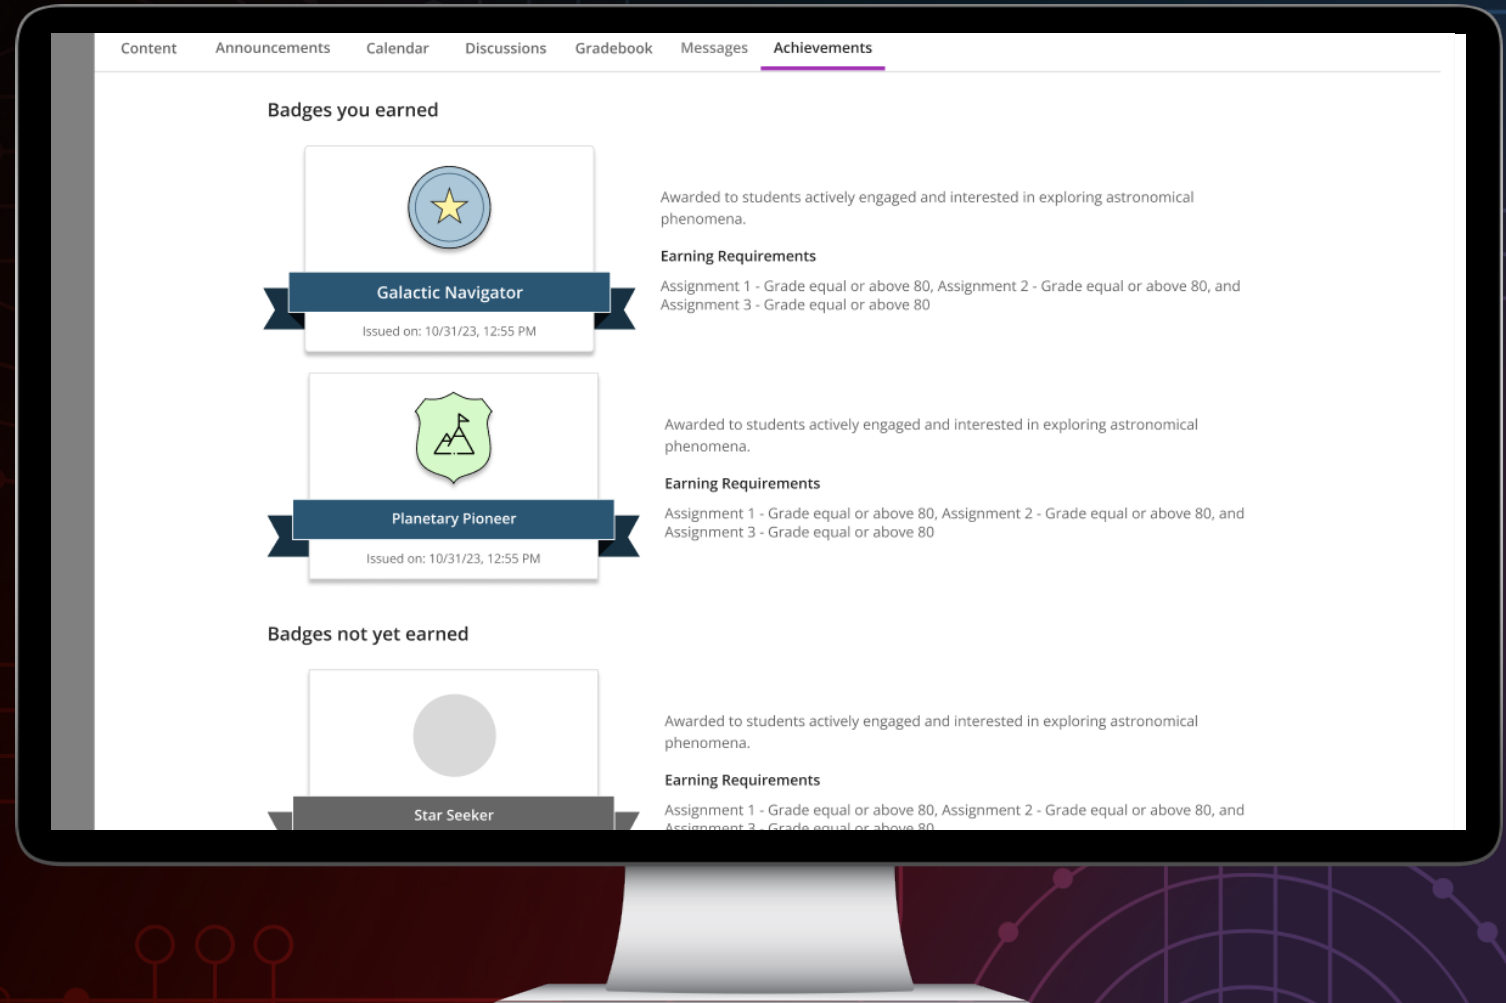 Content Announcements Calendar Discussions Gradebook Messages Achievements
Badges you earned
Galactic Navigator
Issued on: 10/31/23, 12:55 PM
Awarded to students actively engaged and interested in exploring astronomical
phenomena.
Earning Requirements
Assignment 1 - Grade equal or above 80, Assignment 2 - Grade equal or above 80, and
Assignment 3 - Grade equal or above 80
Planetary Pioneer
Issued on: 10/31/23, 12:55 PM
Awarded to students actively engaged and interested in exploring astronomical
phenomena.
Earning Requirements
Assignment 1 - Grade equal or above 80, Assignment 2 - Grade equal or above 80, and
Assignment 3 - Grade equal or above 80
Badges not yet earned
Star Seeker
Awarded to students actively engaged and interested in exploring astronomical
phenomena.
Earning Requirements
Assignment 1 - Grade equal or above 80, Assignment 2 - Grade equal or above 80, and
Assignment 3 - Grade equal or above 80